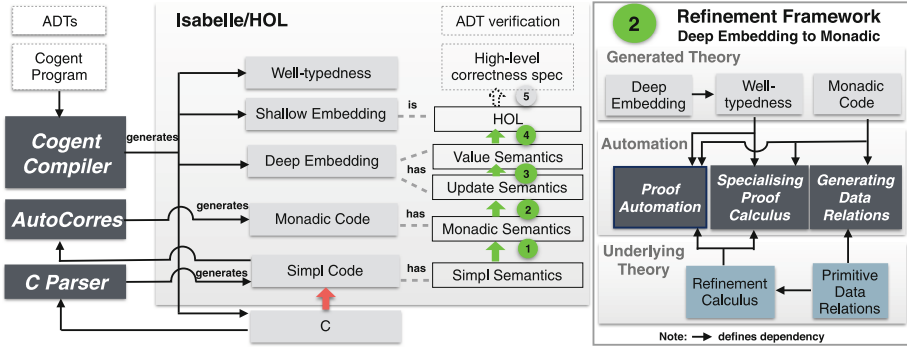 ADTs
Cogent
Program
Cogent
Compiler
AutoCorres
C Parser
generates
generates
generates
Isabelle/HOL
Well-typedness
Shallow Embedding
Deep Embedding
Monadic Code
Simpl Code
C
is
has
has
has
ADT verification
High-level
correctness spec
5
HOL
4
Value Semantics
3
Update Semantics
2
Monadic Semantics
1
Simpl Semantics
2
Refinement Framework
Deep Embedding to Monadic
Generated Theory
Deep
Embedding
Well-
typedness
Monadic
Code
Automation
Proof
Automation
Specialising
Proof
Calculus
Generating
Data
Relations
Underlying
Theory
Refinement
Calculus
Primitive Data
Relations
Note: → defines dependency